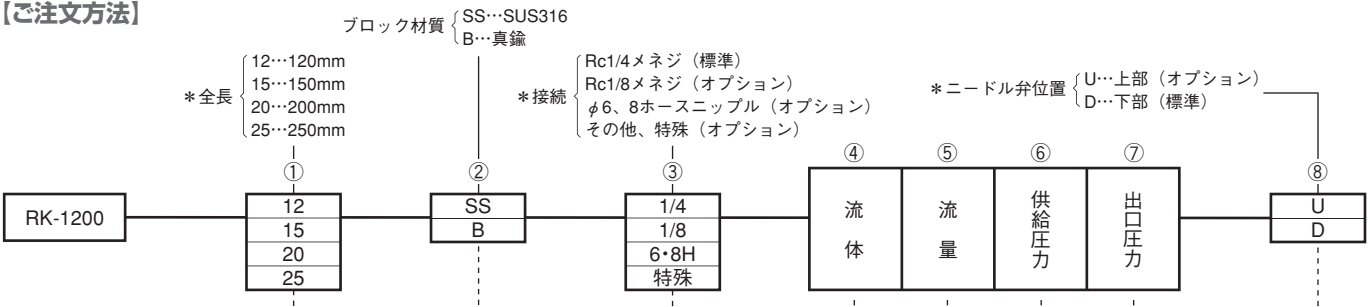 【ご注文方法】
ブロック材質
SS…SUS316
B…真鍮
*全長
12…120mm
15…150mm
20…200mm
25…250mm
*接続
Rc1/4メネジ（標準）
Rc1/8メネジ（オプション）
φ6、8ホースニップル（オプション）
その他、特殊（オプション）
*ニードル弁位置
U…上部（オプション）
D…下部（標準）
① ② ③ ④ ⑤ ⑥ ⑦ ⑧
RK-1200
12
15
20
25
SS
B
1/4
1/8
6・8H
特殊
流体
流量
供給圧力
出口圧力
U
D